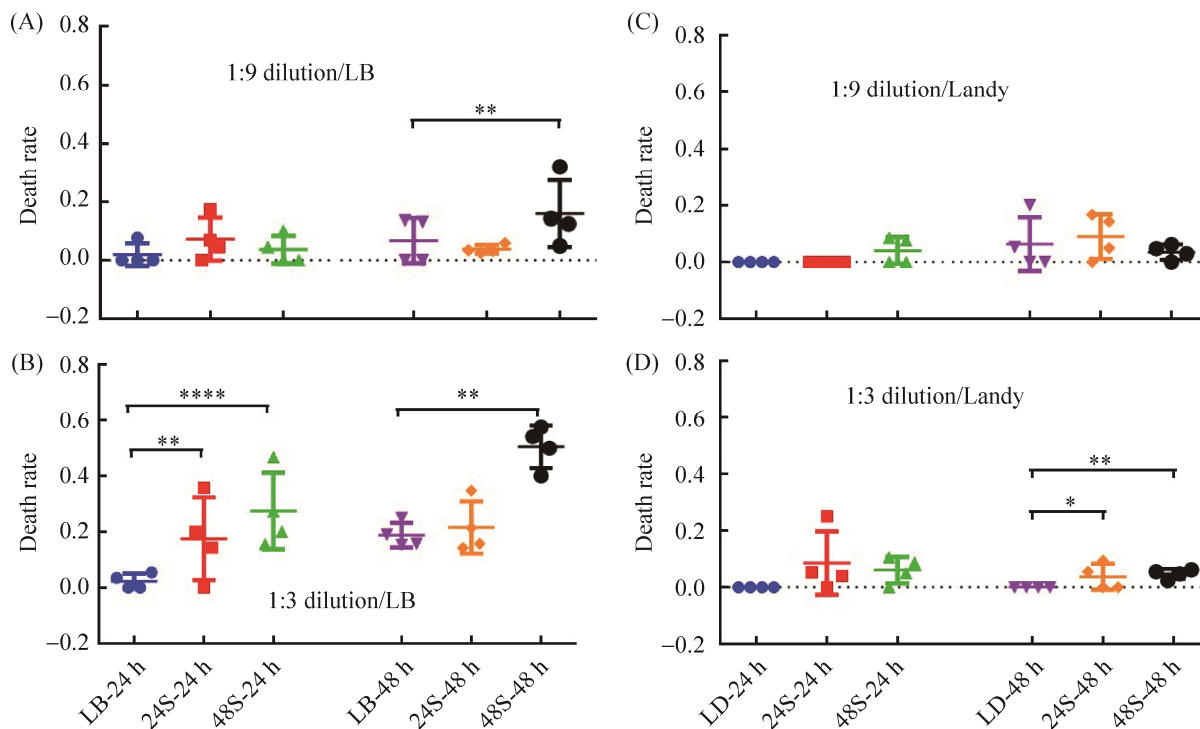 (A)
Death rate
0.8
0.6
0.4
0.2
0.0
−0.2
1:9 dilution/LB
**
(C)
Death rate
0.8
0.6
0.4
0.2
0.0
−0.2
1:9 dilution/Landy
(B)
Death rate
0.8
0.6
0.4
0.2
0.0
−0.2
****
**
**
1:3 dilution/LB
LB-24 h
24S-24 h
48S-24 h
LB-48 h
24S-48 h
48S-48 h
(D)
Death rate
0.8
0.6
0.4
0.2
0.0
−0.2
1:3 dilution/Landy
**
*
LD-24 h
24S-24 h
48S-24 h
LD-48 h
24S-48 h
48S-48 h